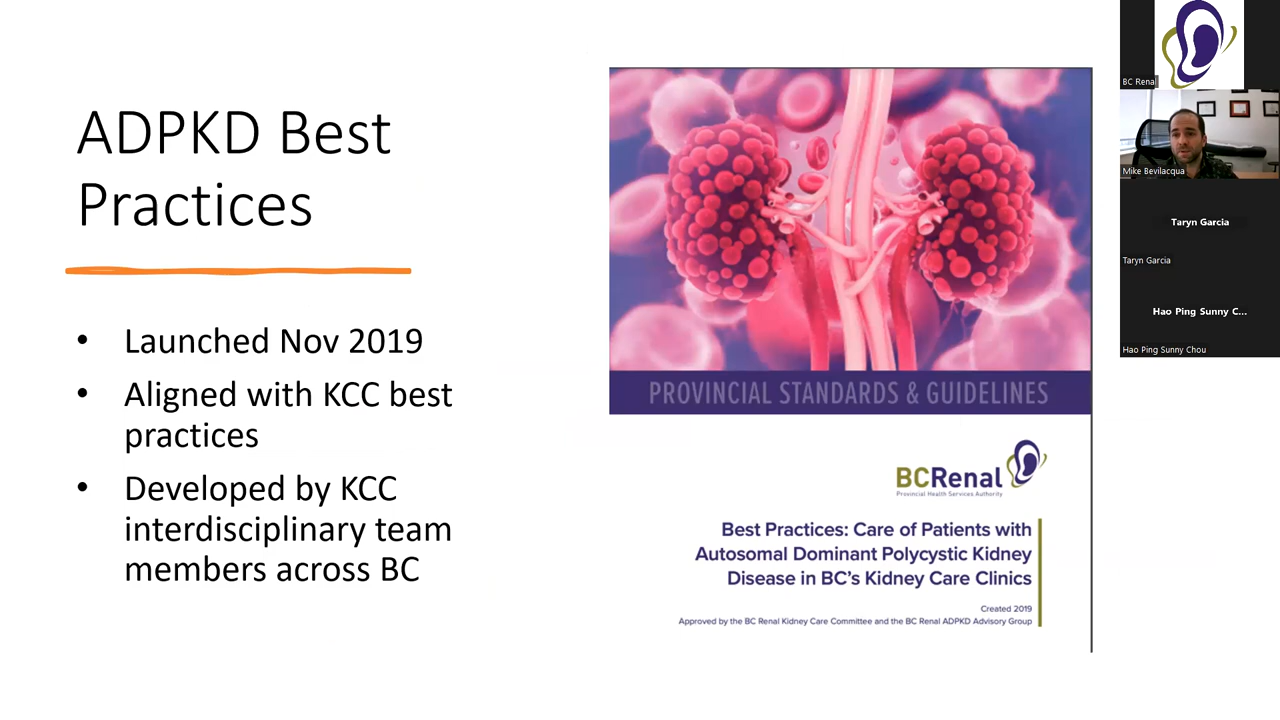 ADPKD Best
Practices
• Launched Nov 2019
• Aligned with KCC best
practices
• Developed by KCC
interdisciplinary team
members across BC
PROVINCIAL STANDARDS & GUIDELINES
BCRenal
Provincial Health Services Authority
Best Practices: Care of Patients with
Autosomal Dominant Polycystic Kidney
Disease in BC's Kidney Care Clinics
Created 2019
Approved by the BC Renal Kidney Care Committee and the BC Renal ADPKD Advisory Group
BC Renal
Mike Bevilacqua
Taryn Garcia
Taryn Garcia
Hao Ping Sunny C...
Hao Ping Sunny Chou